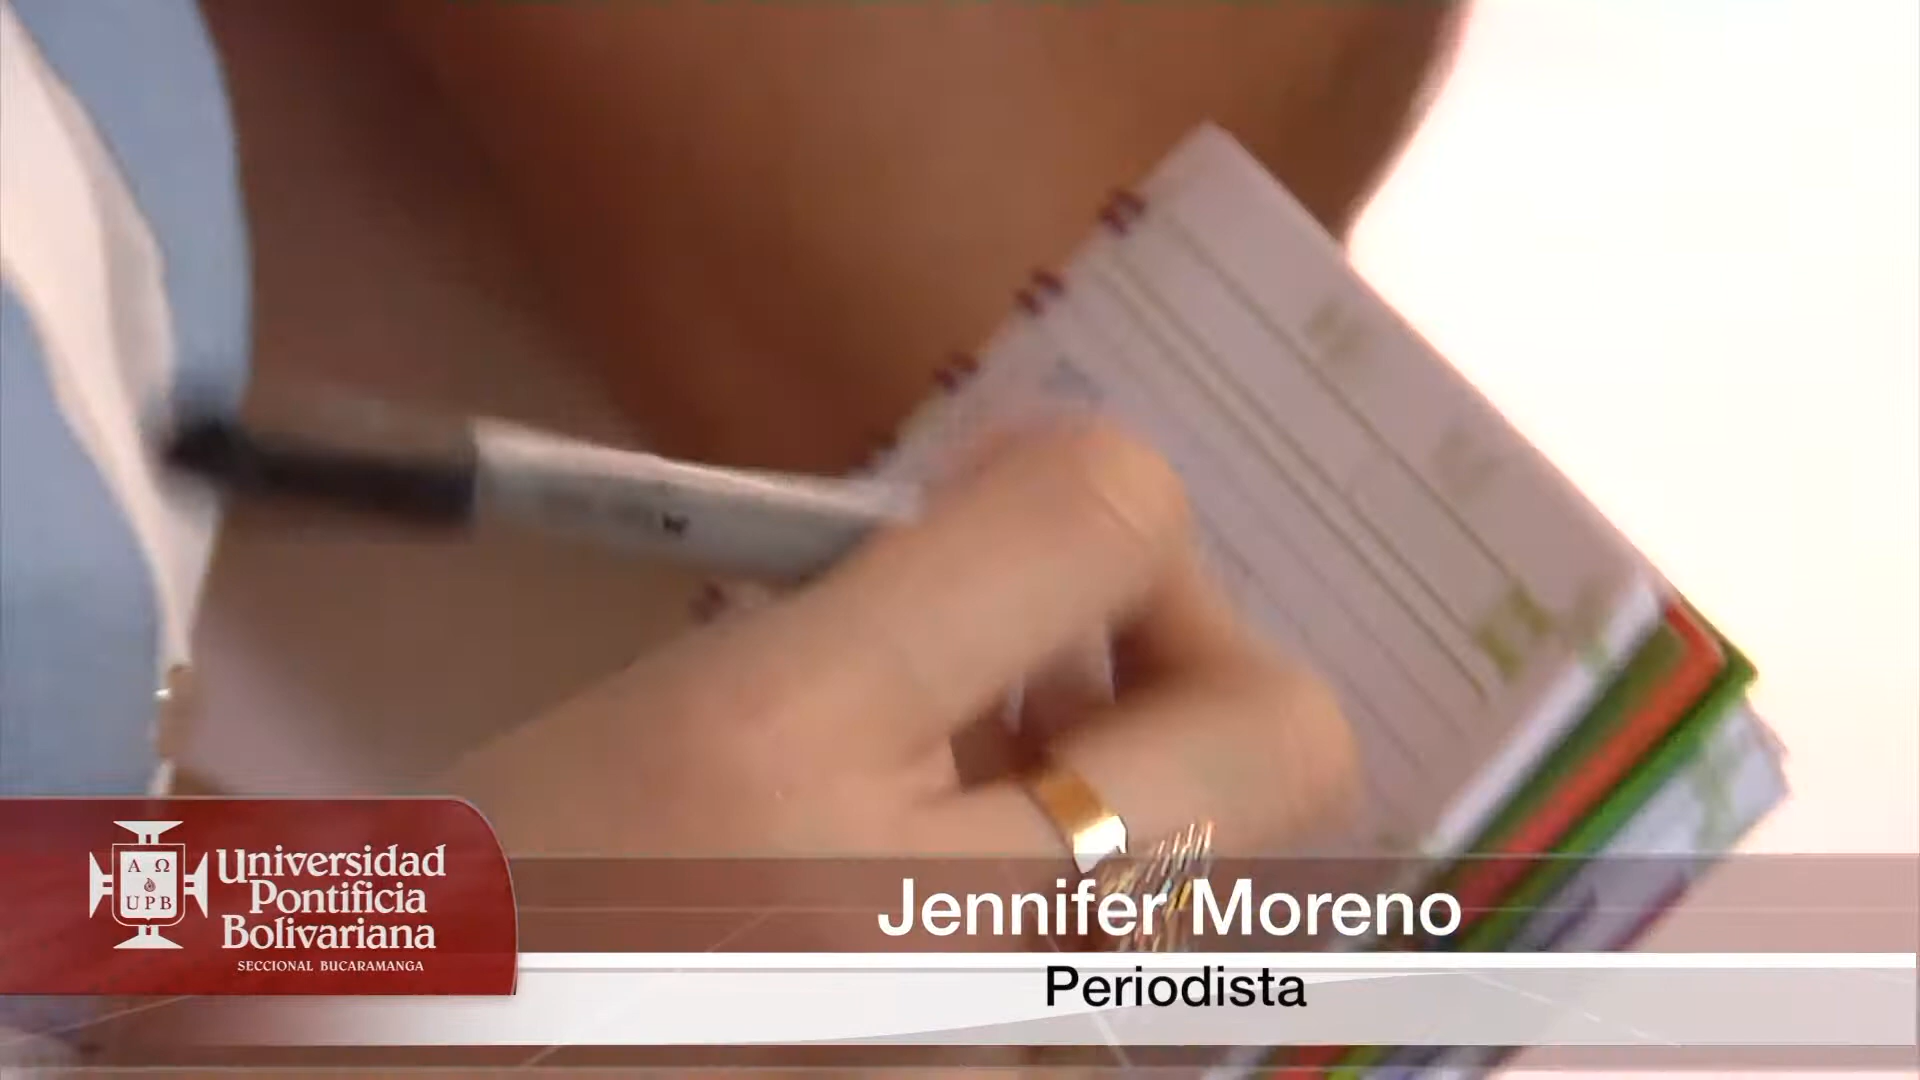 Α Ω
UPB
Universidad
Pontificia
Bolivariana
SECCIONAL BUCARAMANGA
Jennifer Moreno
Periodista